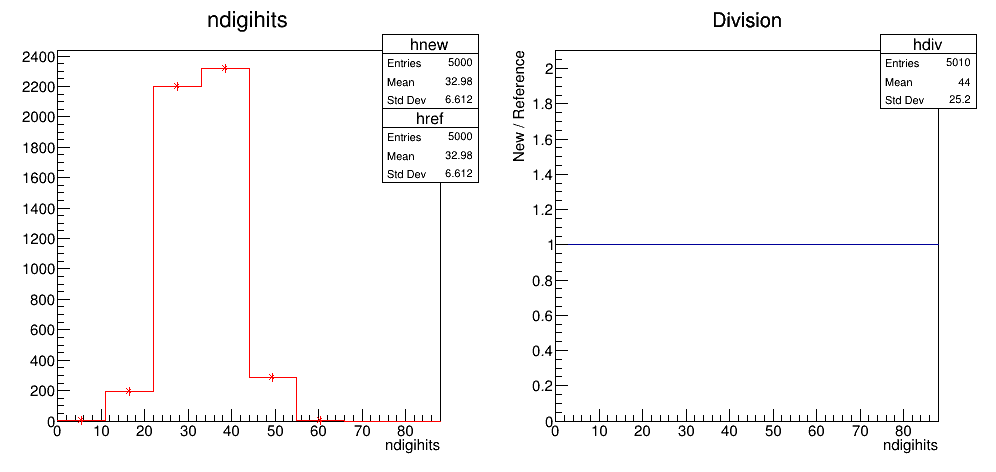 ndigihits
hnew
Entries 5000
Mean 32.98
Std Dev 6.612
href
Entries 5000
Mean 32.98
Std Dev 6.612
2400
2200
2000
1800
1600
1400
1200
1000
800
600
400
200
0
0 10 20 30 40 50 60 70 80
ndigihits
Division
hdiv
Entries 5010
Mean 44
Std Dev 25.2
New / Reference
2
1.8
1.6
1.4
1.2
1
0.8
0.6
0.4
0.2
0
0 10 20 30 40 50 60 70 80
ndigihits